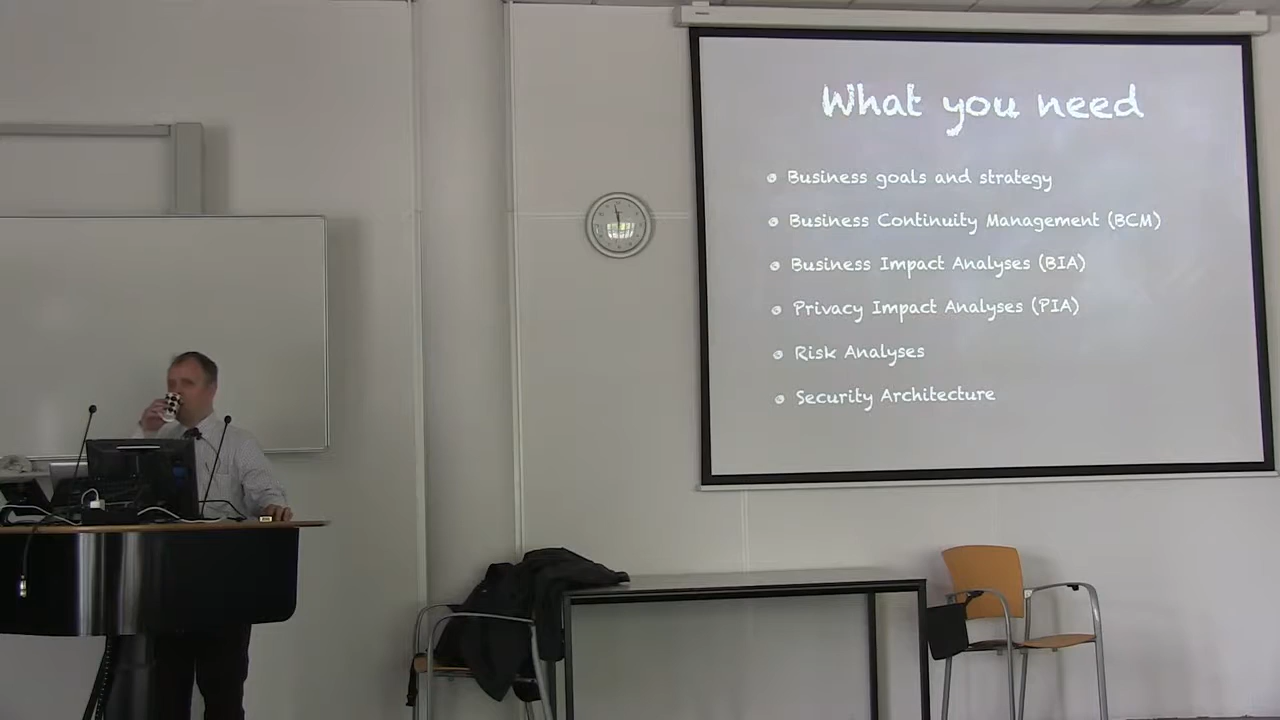 What you need
Business goals and strategy
Business Continuity Management (BCM)
Business Impact Analyses (BIA)
Privacy Impact Analyses (PIA)
Risk Analyses
Security Architecture